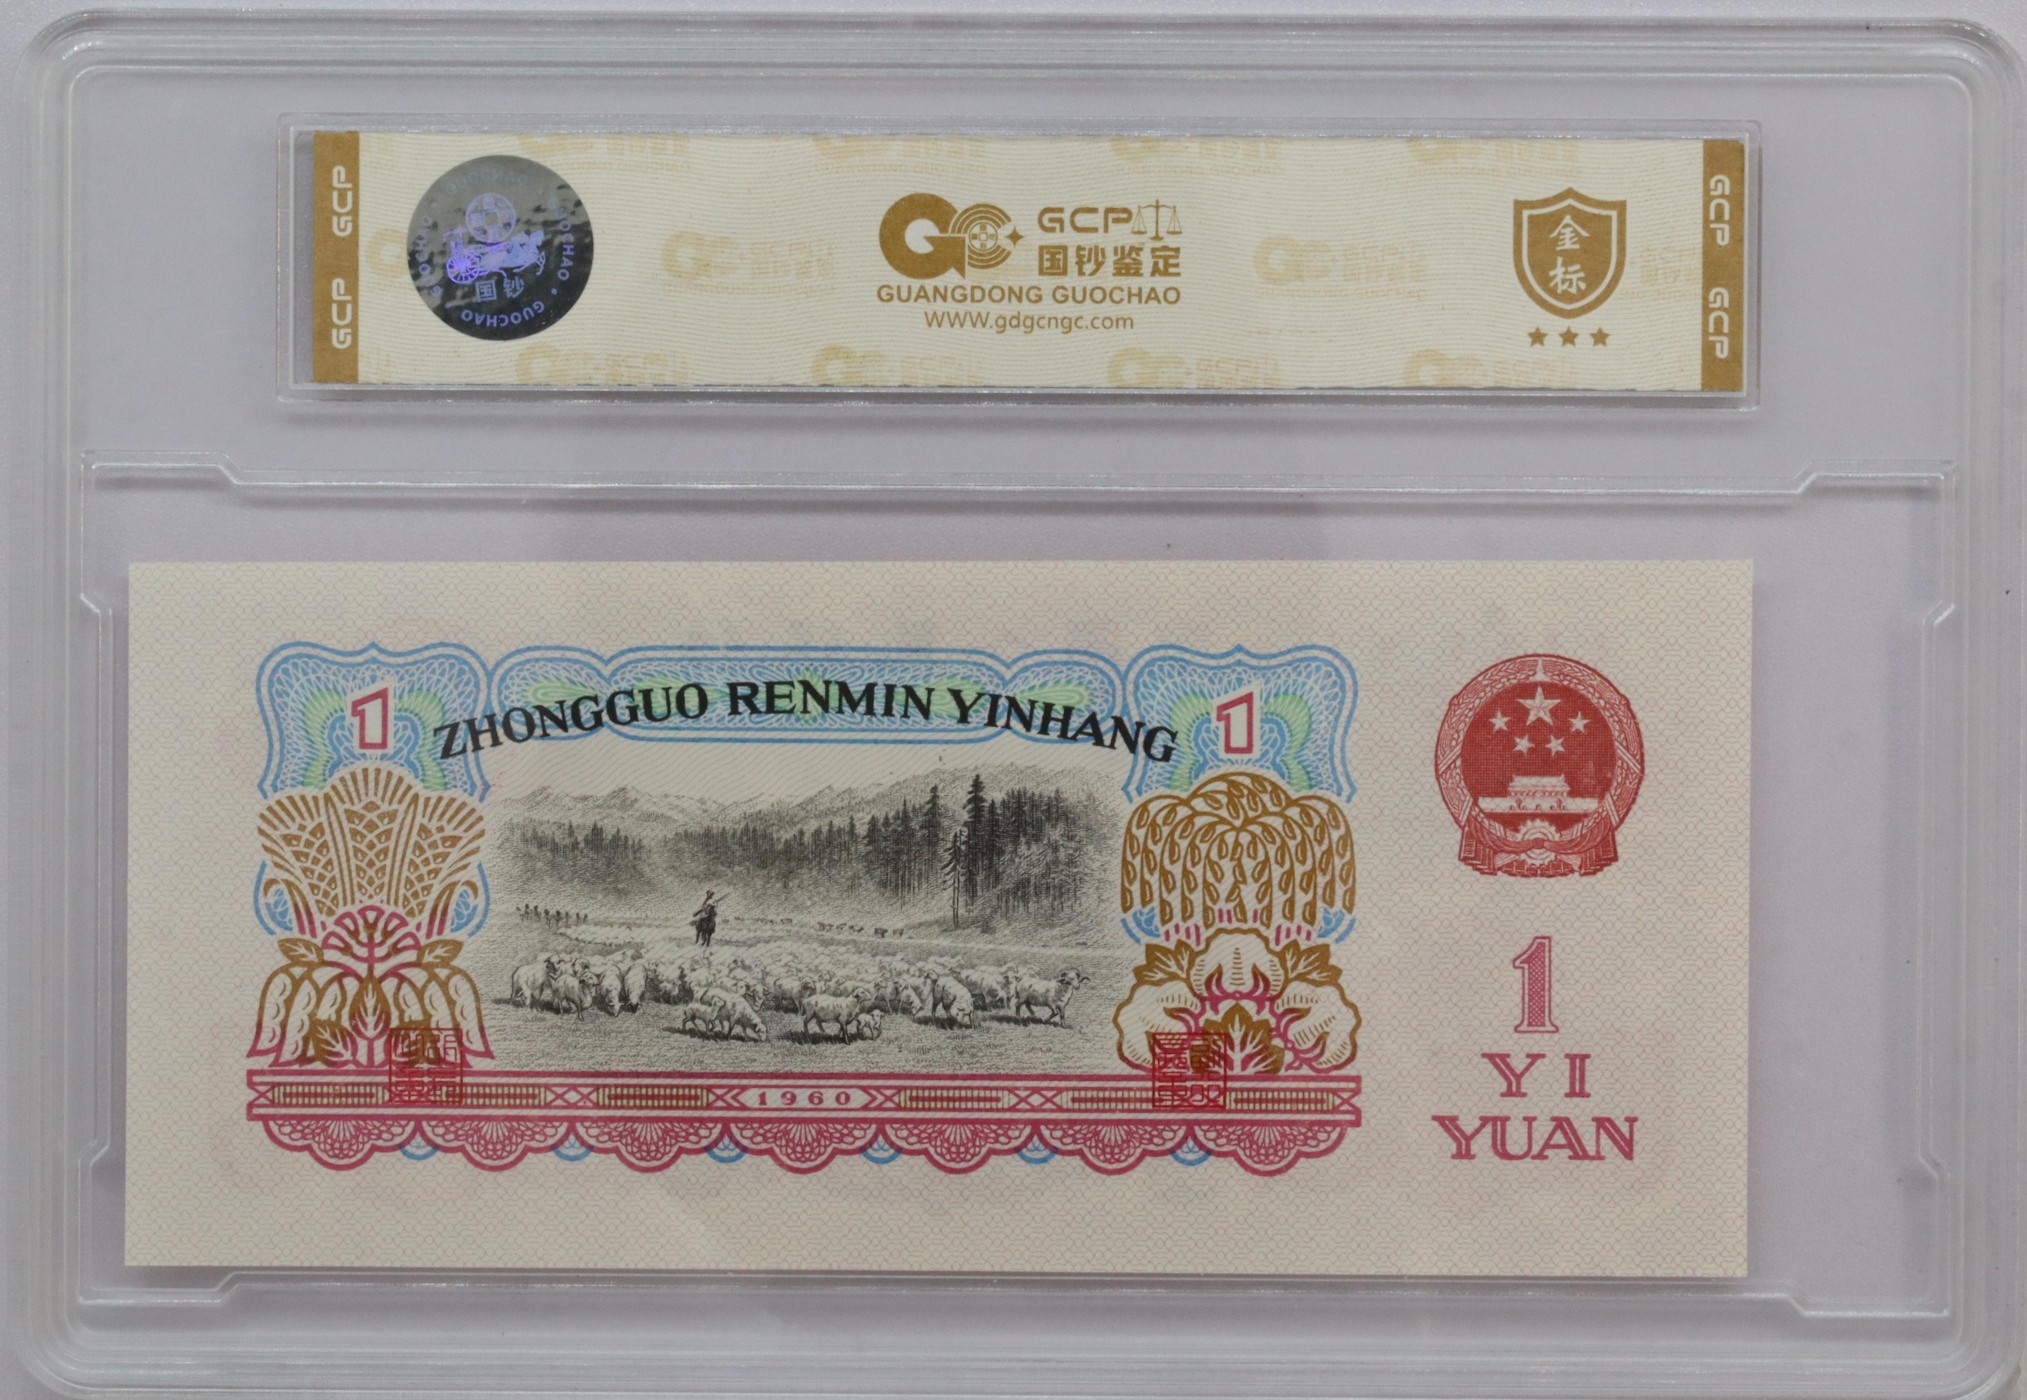 GCP GCP
GUOCHAO · GUOCHAO
国钞
GCP
国钞鉴定
GUANGDONG GUOCHAO
WWW.gdgcngc.com
金标
GCP GCP
1
ZHONGGUO RENMIN YINHANG
1
1960
1
YI
YUAN